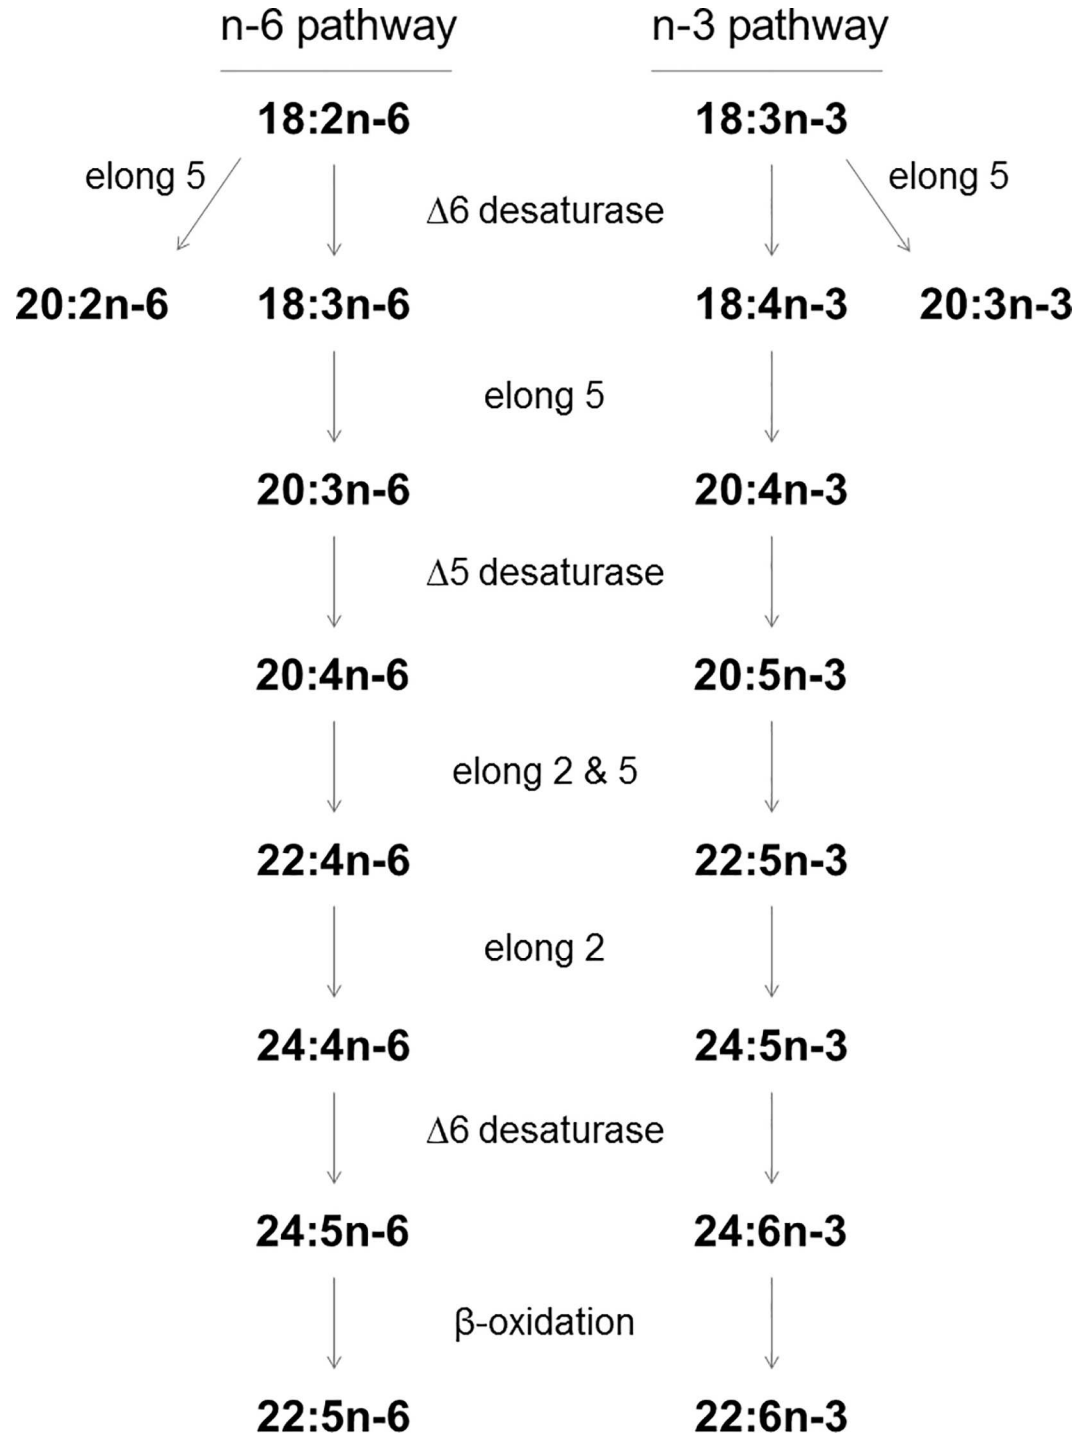 n-6 pathway n-3 pathway
18:2n-6 18:3n-3
elong 5 elong 5
Δ6 desaturase
20:2n-6 18:3n-6 18:4n-3 20:3n-3
elong 5
20:3n-6 20:4n-3
Δ5 desaturase
20:4n-6 20:5n-3
elong 2 & 5
22:4n-6 22:5n-3
elong 2
24:4n-6 24:5n-3
Δ6 desaturase
24:5n-6 24:6n-3
β-oxidation
22:5n-6 22:6n-3